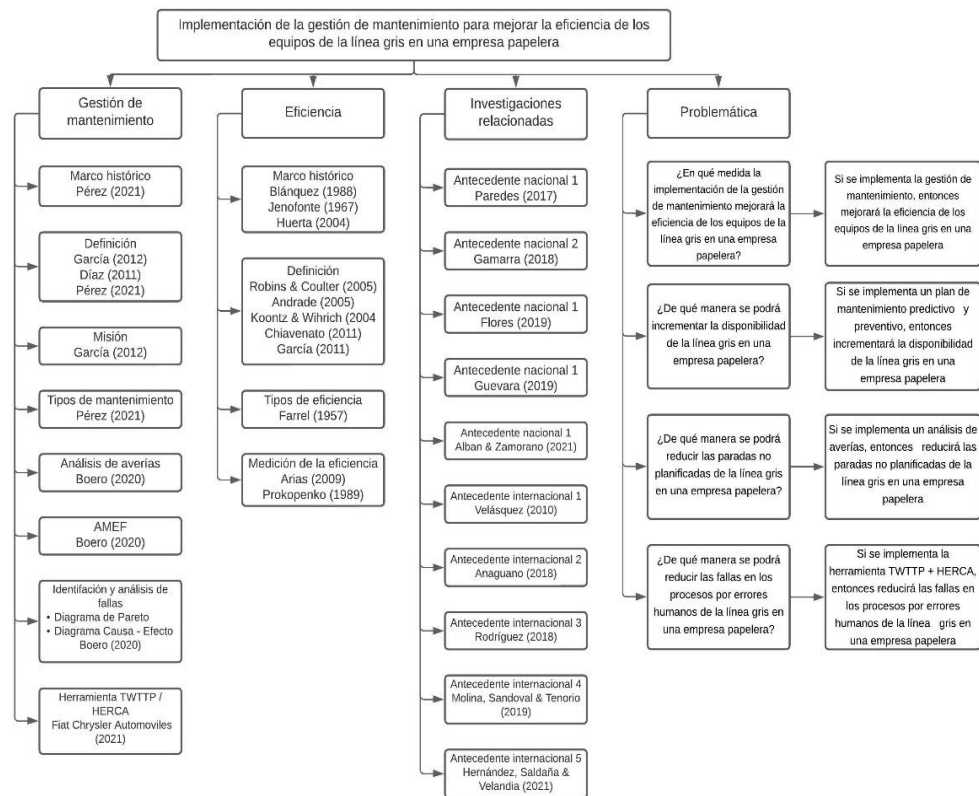 Implementación de la gestión de mantenimiento para mejorar la eficiencia de los
equipos de la línea gris en una empresa papelera
Gestión de
mantenimiento
Marco histórico
Pérez (2021)
Definición
García (2012)
Díaz (2011)
Pérez (2021)
Misión
García (2012)
Tipos de mantenimiento
Pérez (2021)
Análisis de averías
Boero (2020)
AMEF
Boero (2020)
Identifación y análisis de
fallas
• Diagrama de Pareto
• Diagrama Causa - Efecto
Boero (2020)
Herramienta TWTTP /
HERCA
Fiat Chrysler Automoviles
(2021)
Eficiencia
Marco histórico
Blánquez (1988)
Jenofonte (1967)
Huerta (2004)
Definición
Robins & Coulter (2005)
Andrade (2005)
Koontz & Wihrich (2004
Chiavenato (2011)
García (2011)
Tipos de eficiencia
Farrel (1957)
Medición de la eficiencia
Arias (2009)
Prokopenko (1989)
Investigaciones
relacionadas
Antecedente nacional 1
Paredes (2017)
Antecedente nacional 2
Gamarra (2018)
Antecedente nacional 1
Flores (2019)
Antecedente nacional 1
Guevara (2019)
Antecedente nacional 1
Alban & Zamorano (2021)
Antecedente internacional 1
Velásquez (2010)
Antecedente internacional 2
Anaguano (2018)
Antecedente internacional 3
Rodríguez (2018)
Antecedente internacional 4
Molina, Sandoval & Tenorio
(2019)
Antecedente internacional 5
Hernández, Saldaña &
Velandia (2021)
Problemática
¿En qué medida la
implementación de la gestión
de mantenimiento mejorará la
eficiencia de los equipos de la
línea gris en una empresa
papelera?
Si se implementa la gestión de
mantenimiento, entonces
mejorará la eficiencia de los
equipos de la línea gris en una
empresa papelera
¿De qué manera se podrá
incrementar la disponibilidad
de la línea gris en una
empresa papelera?
Si se implementa un plan de
mantenimiento predictivo y
preventivo, entonces
incrementará la disponibilidad
de la línea gris en una
empresa papelera
¿De qué manera se podrá
reducir las paradas no
planificadas de la línea gris
en una empresa papelera?
Si se implementa un análisis de
averías, entonces reducirá las
paradas no planificadas de la
línea gris en una empresa
papelera
¿De qué manera se podrá
reducir las fallas en los
procesos por errores
humanos de la línea gris en
una empresa papelera?
Si se implementa la
herramienta TWTTP + HERCA,
entonces reducirá las fallas en
los procesos por errores
humanos de la línea gris en
una empresa papelera